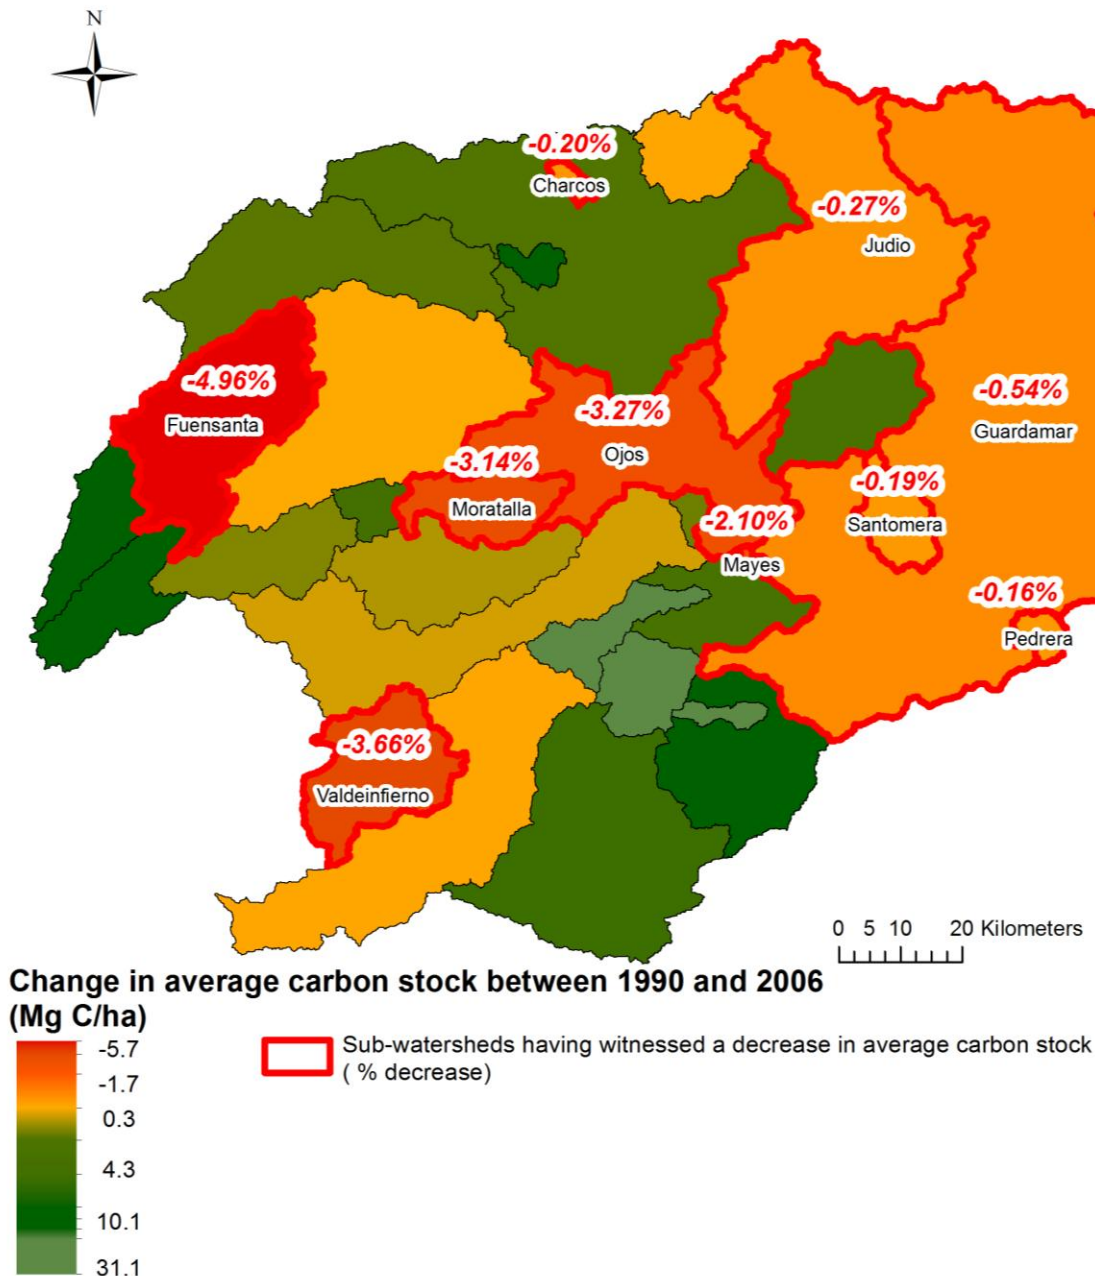 N
-0.20%
Charcos
-0.27%
Judio
-4.96%
Fuensanta
-3.27%
Ojos
-0.54%
Guardamar
-3.14%
Moratalla
-0.19%
Santomera
-2.10%
Mayes
-0.16%
Pedrera
-3.66%
Valdeinfierno
0 5 10 20 Kilometers
Change in average carbon stock between 1990 and 2006
(Mg C/ha)
-5.7
-1.7
0.3
4.3
10.1
31.1
Sub-watersheds having witnessed a decrease in average carbon stock
( % decrease)